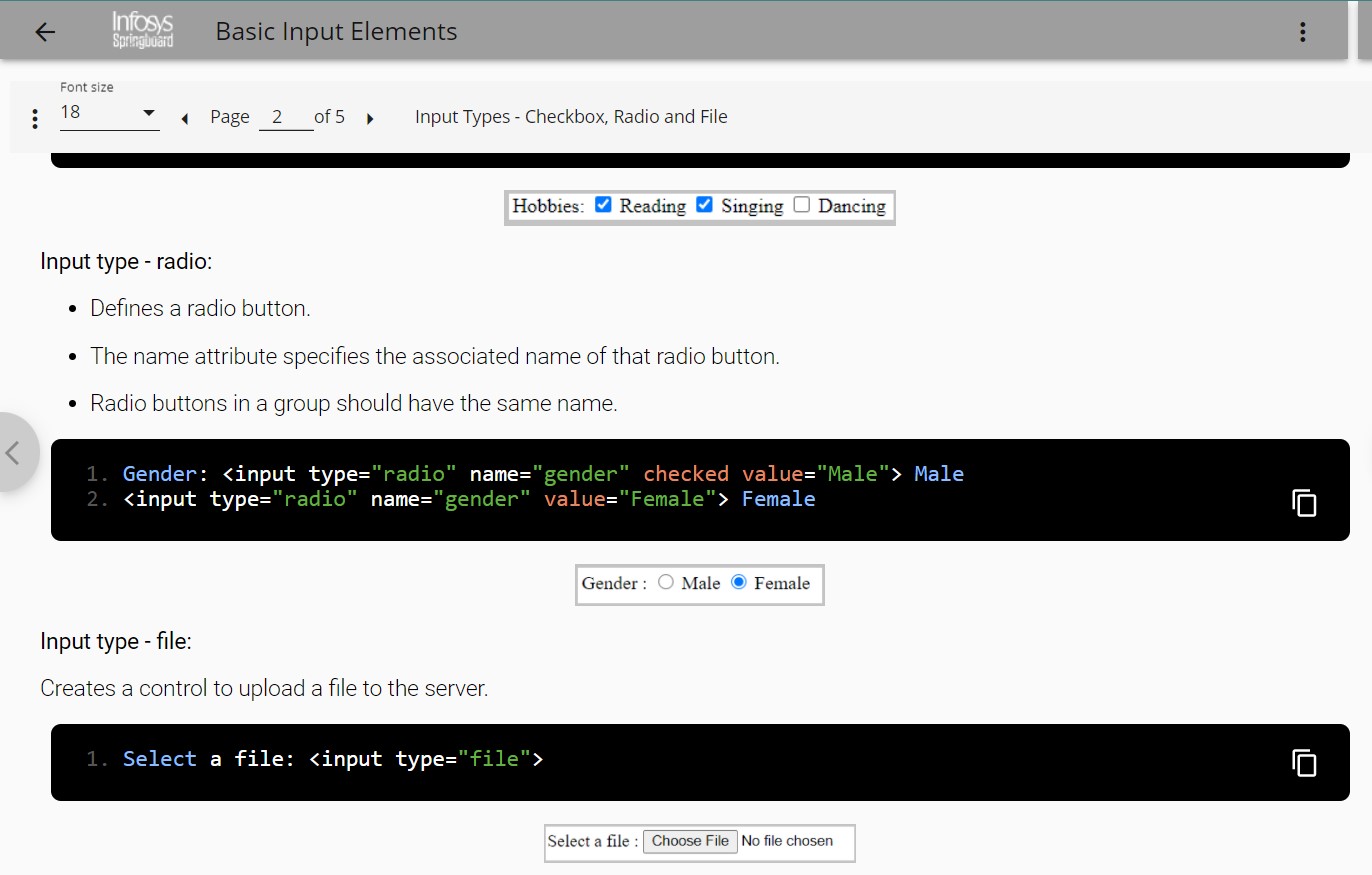 Infosys
Springboard
Basic Input Elements
Font size
18
Page 2 of 5
Input Types - Checkbox, Radio and File
Hobbies: Reading Singing Dancing
Input type - radio:
Defines a radio button.
The name attribute specifies the associated name of that radio button.
Radio buttons in a group should have the same name.
1. Gender: <input type="radio" name="gender" checked value="Male"> Male
2. <input type="radio" name="gender" value="Female"> Female
Gender : Male Female
Input type - file:
Creates a control to upload a file to the server.
1. Select a file: <input type="file">
Select a file : Choose File No file chosen